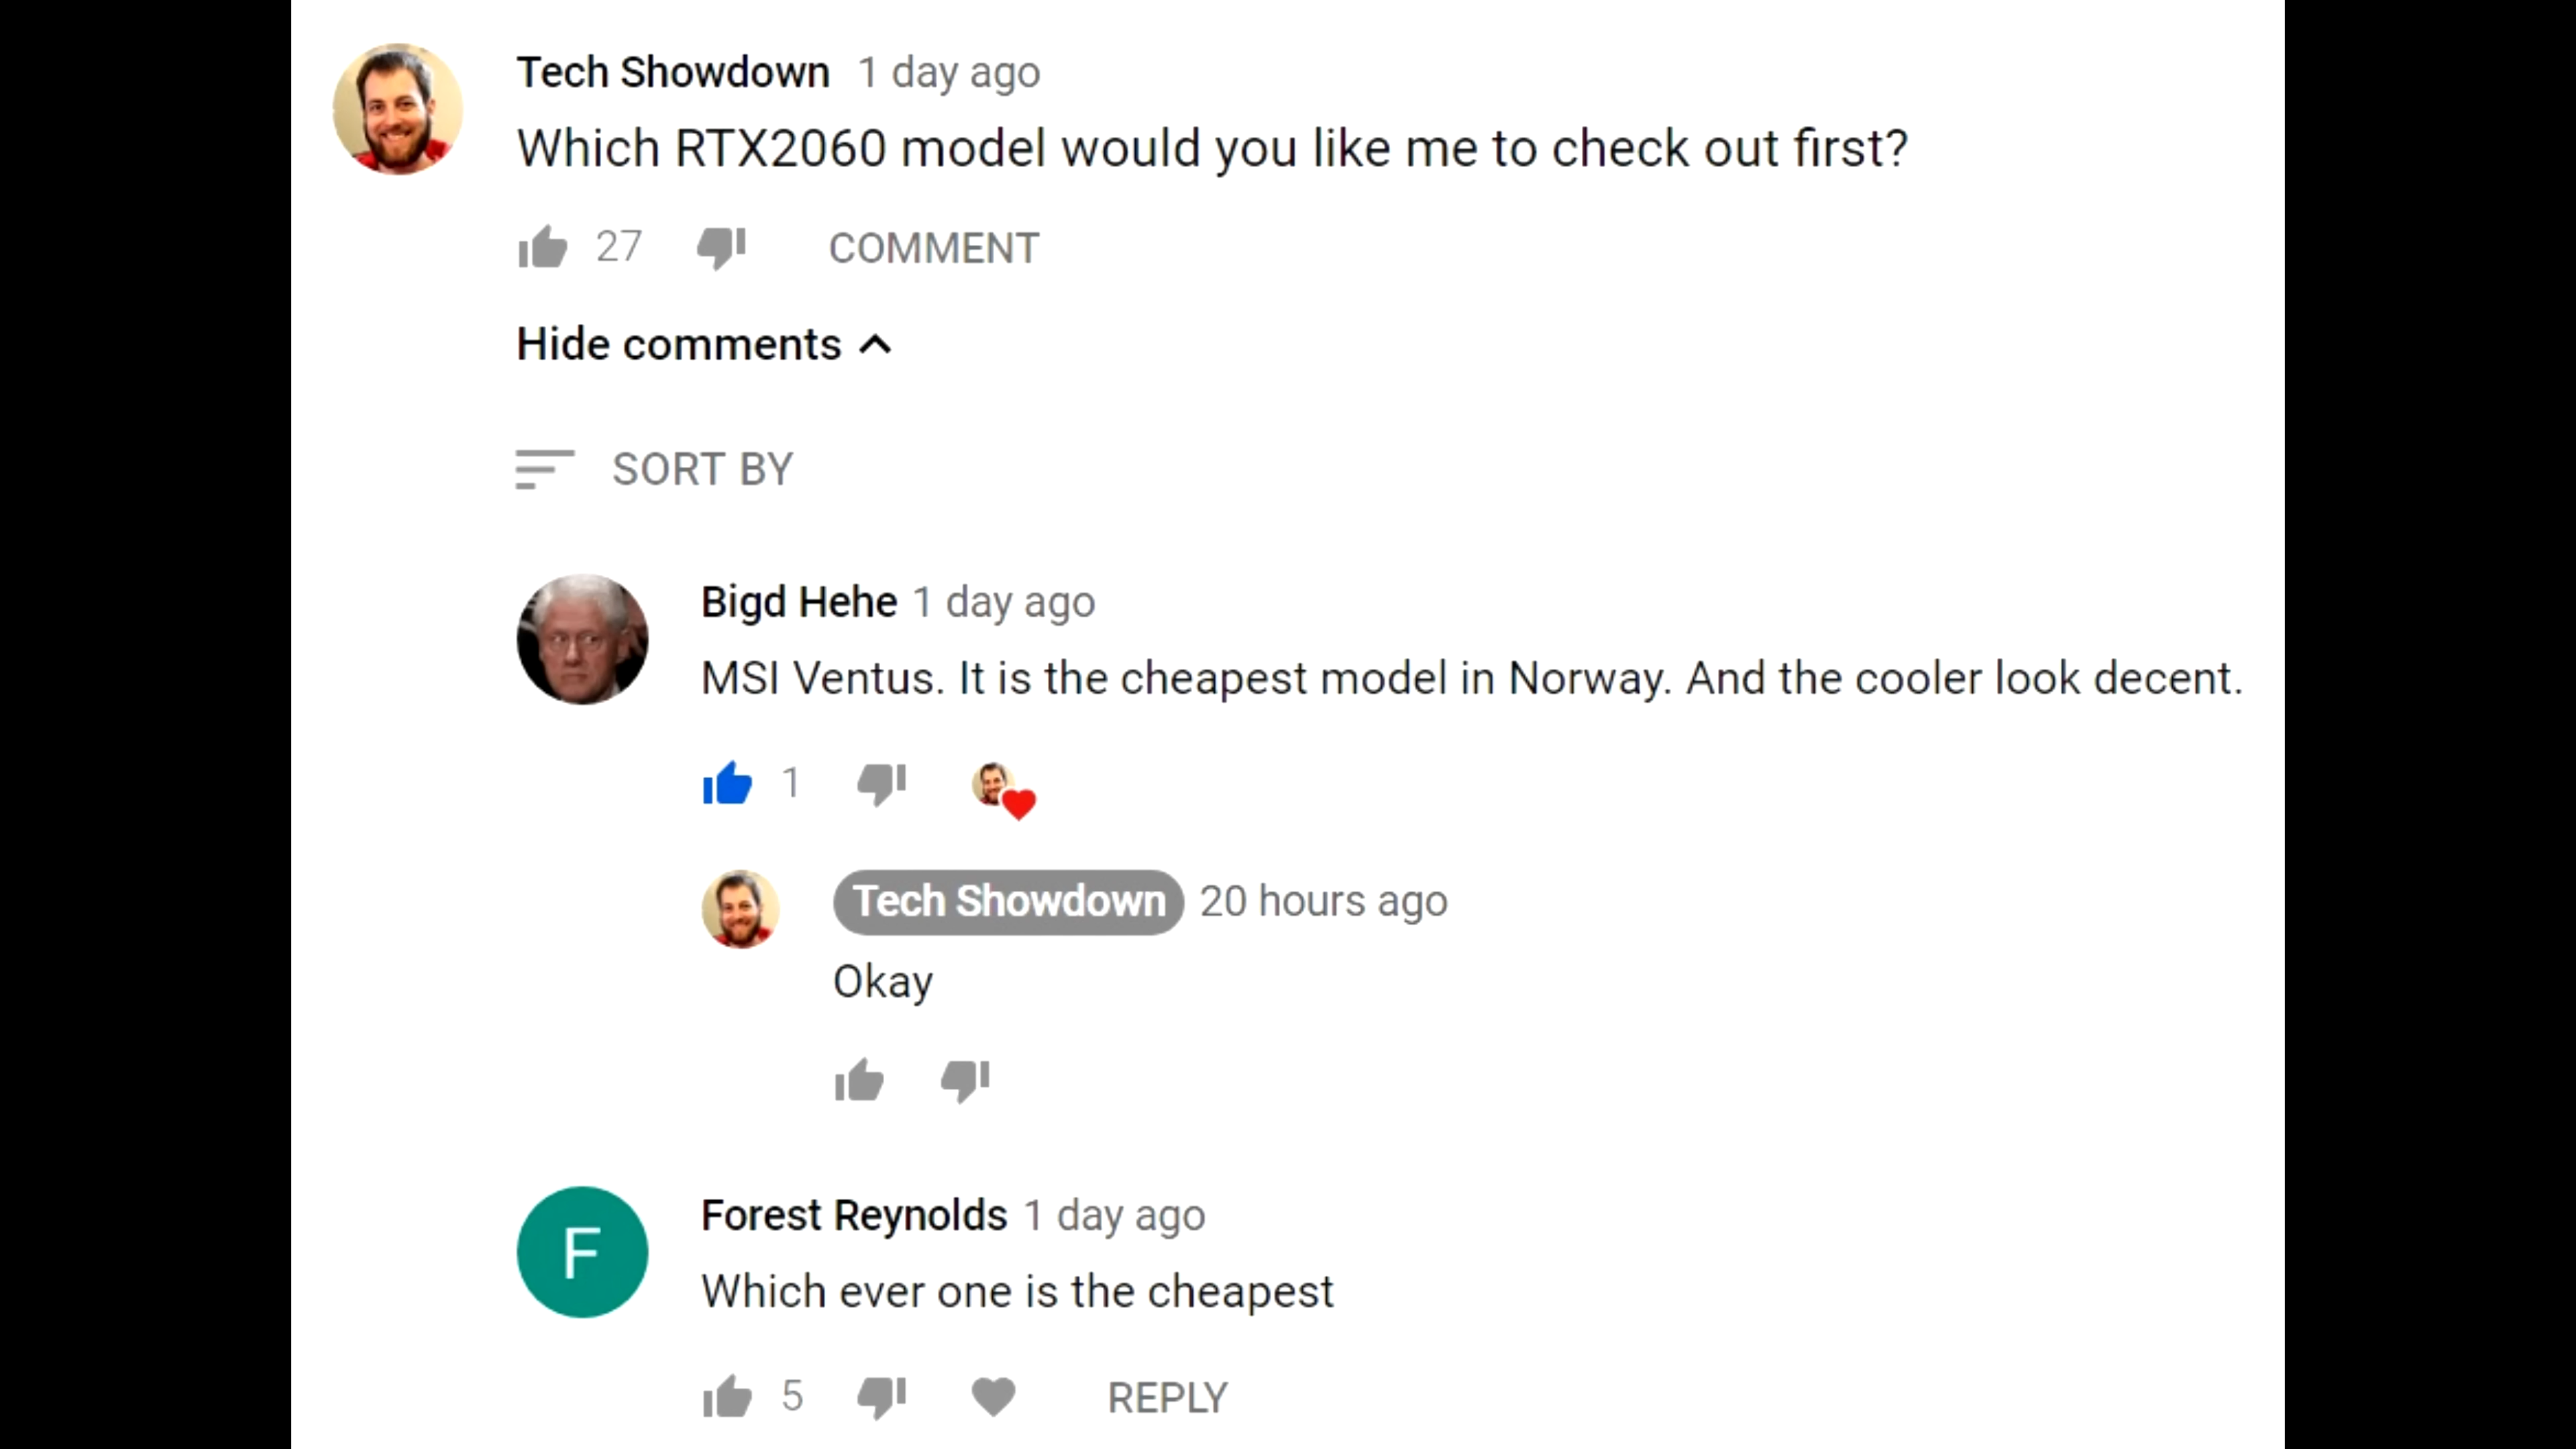 Tech Showdown 1 day ago
Which RTX2060 model would you like me to check out first?
27 COMMENT
Hide comments
SORT BY
Bigd Hehe 1 day ago
MSI Ventus. It is the cheapest model in Norway. And the cooler look decent.
1
Tech Showdown 20 hours ago
Okay
F
Forest Reynolds 1 day ago
Which ever one is the cheapest
5 REPLY